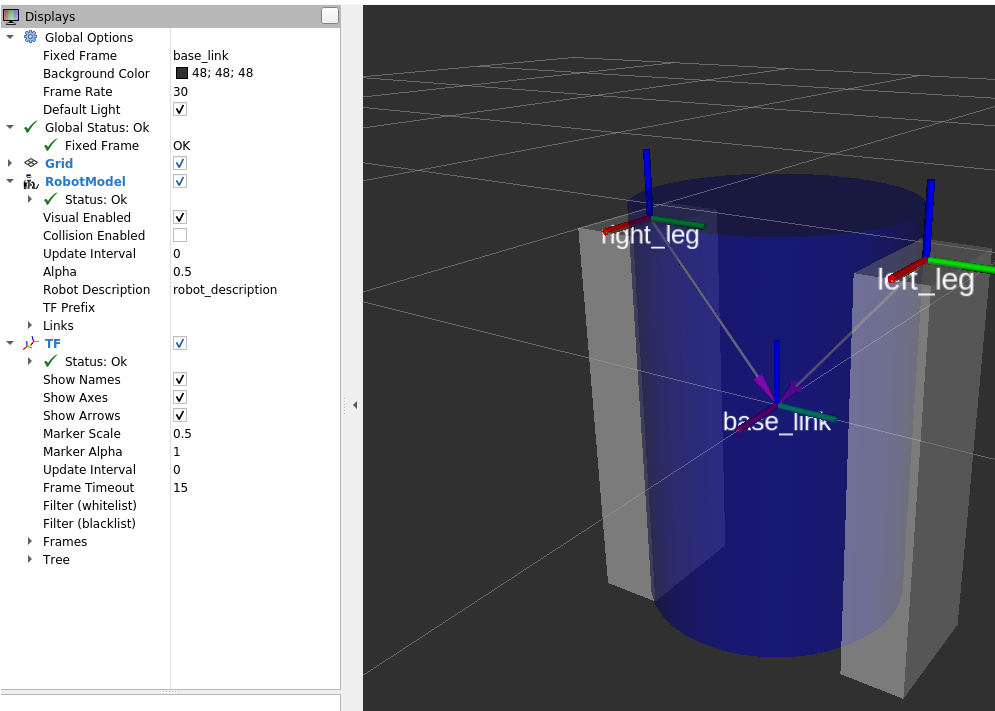 Displays
Global Options
Fixed Frame base_link
Background Color 48; 48; 48
Frame Rate 30
Default Light
Global Status: Ok
Fixed Frame OK
Grid
RobotModel
Status: Ok
Visual Enabled
Collision Enabled
Update Interval 0
Alpha 0.5
Robot Description robot_description
TF Prefix
Links
TF
Status: Ok
Show Names
Show Axes
Show Arrows
Marker Scale 0.5
Marker Alpha 1
Update Interval 0
Frame Timeout 15
Filter (whitelist)
Filter (blacklist)
Frames
Tree
right_leg
left_leg
base_link